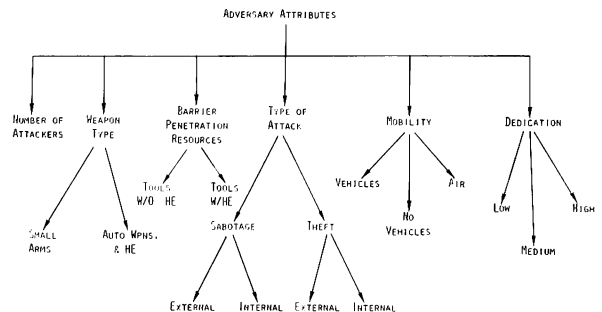 ADVERSARY ATTRIBUTES
NUMBER OF
ATTACKERS
WEAPON
TYPE
BARRIER
PENETRATION
RESOURCES
TYPE OF
ATTACK
MOBILITY
DEDICATION
TOOLS
W/O HE
TOOLS
W/HE
VEHICLES
NO
VEHICLES
AIR
LOW
MEDIUM
HIGH
SMALL
ARMS
AUTO WPNS.
& HE
SABOTAGE
THEFT
EXTERNAL
INTERNAL
EXTERNAL
INTERNAL